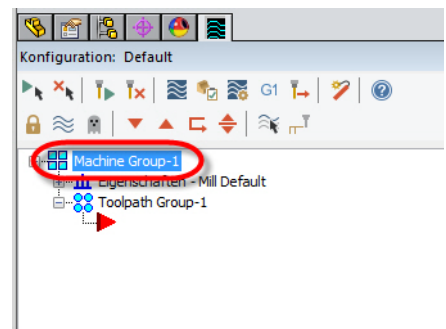 Konfiguration: Default
G1
Machine Group-1
Eigenschaften - Mill Default
Toolpath Group-1